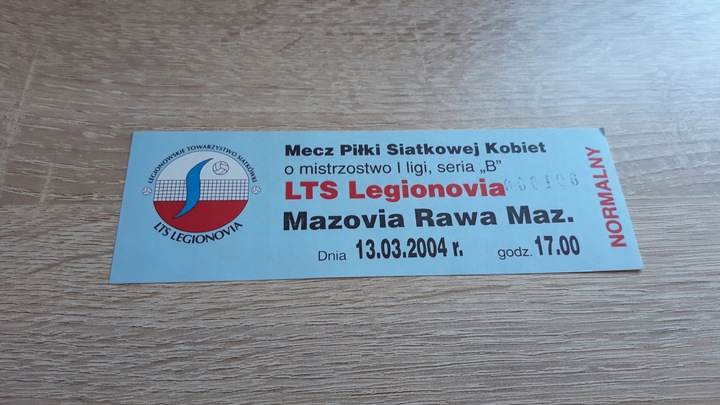 LEGIONOWSKIE TOWARZYSTWO SIATKÓWKI
LTS LEGIONOVIA
Mecz Piłki Siatkowej Kobiet
o mistrzostwo I ligi, seria „B”
LTS Legionovia
000106
Mazovia Rawa Maz.
Dnia 13.03.2004 r. godz. 17.00
NORMALNY